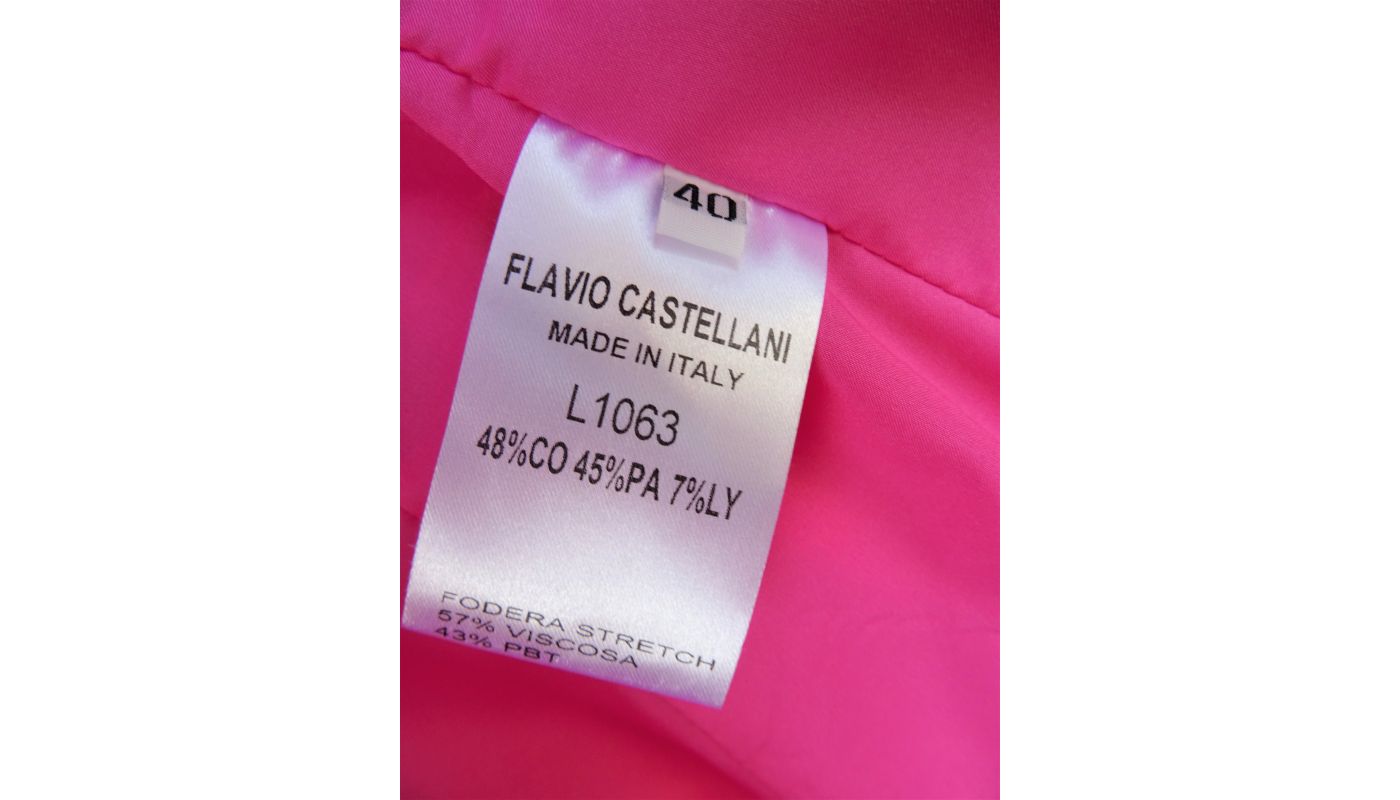 40
FLAVIO CASTELLANI
MADE IN ITALY
L1063
48%CO 45%PA 7%LY
FODERA STRETCH
57% VISCOSA
43% PBT